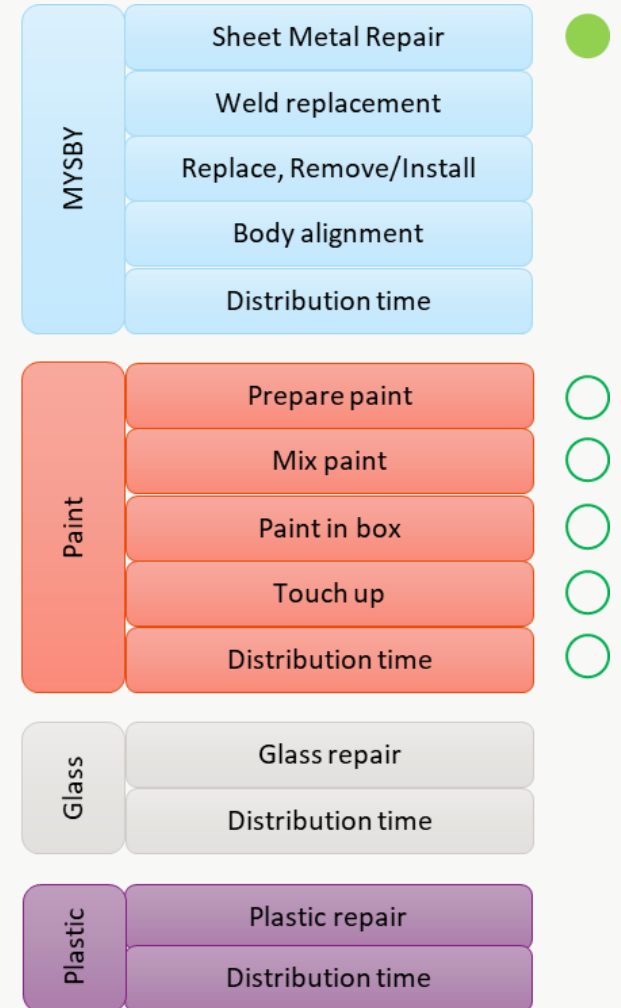 MYSBY
Sheet Metal Repair
Weld replacement
Replace, Remove/Install
Body alignment
Distribution time
Paint
Prepare paint
Mix paint
Paint in box
Touch up
Distribution time
Glass
Glass repair
Distribution time
Plastic
Plastic repair
Distribution time